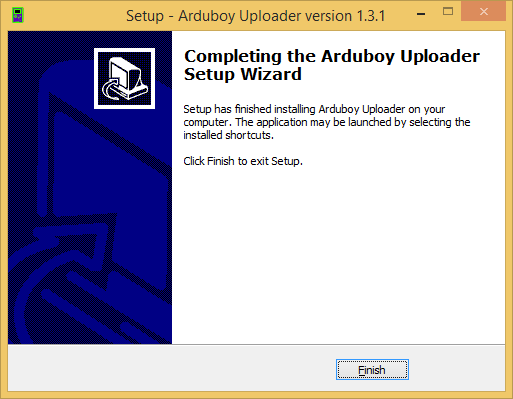 Setup - Arduboy Uploader version 1.3.1
Completing the Arduboy Uploader
Setup Wizard
Setup has finished installing Arduboy Uploader on your
computer. The application may be launched by selecting the
installed shortcuts.
Click Finish to exit Setup.
Finish